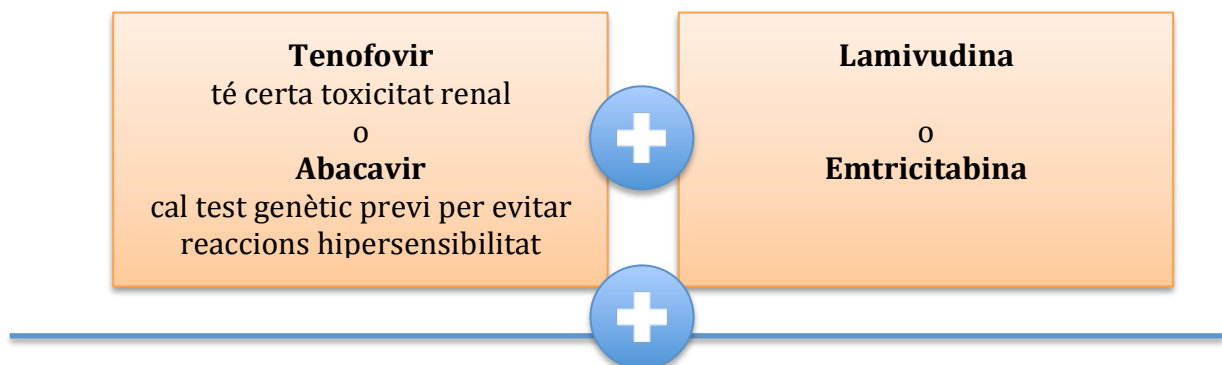 Tenofovir
té certa toxicitat renal
o
Abacavir
cal test genètic previ per evitar
reaccions hipersensibilitat
Lamivudina
o
Emtricitabina